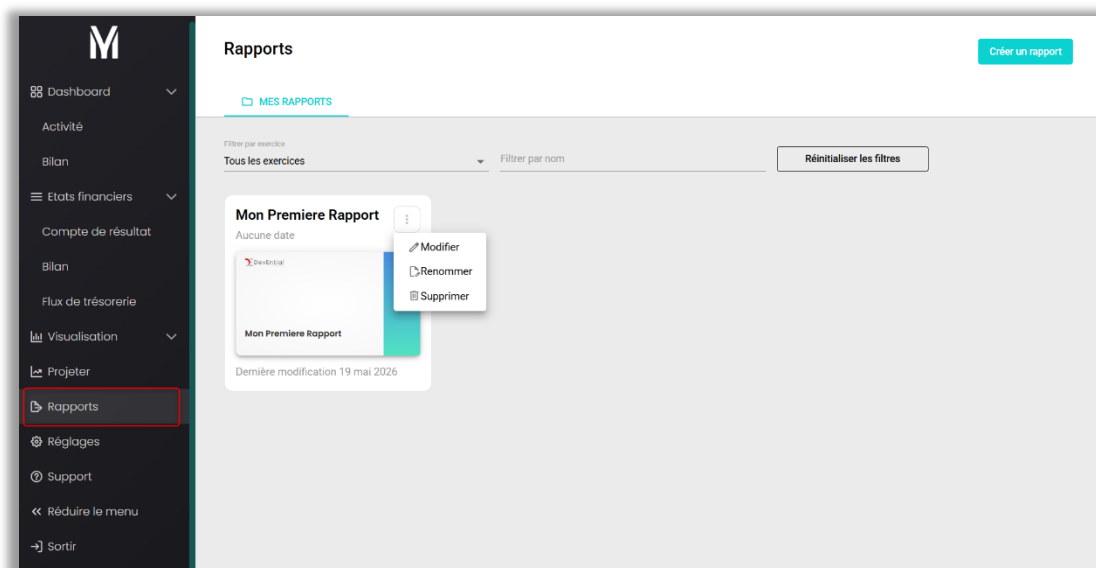 Dashboard
Activité
Bilan
Etats financiers
Compte de résultat
Bilan
Flux de trésorerie
Visualisation
Projeter
Rapports
Réglages
Support
Réduire le menu
Sortir
Rapports
Créer un rapport
MES RAPPORTS
Filtrer par exercice
Tous les exercices
Filtrer par nom
Réinitialiser les filtres
Mon Premiere Rapport
Aucune date
Modifier
Renommer
Supprimer
DevEntial
Mon Premiere Rapport
Dernière modification 19 mai 2026